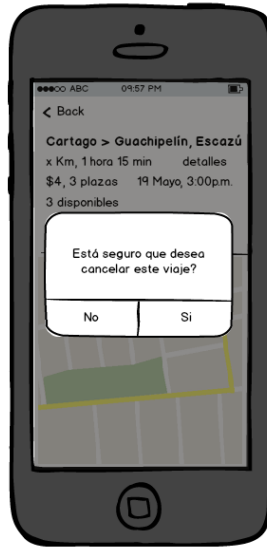 ABC 09:57 PM
Back
Cartago > Guachipelín, Escazú
x Km, 1 hora 15 min detalles
$4, 3 plazas 19 Mayo, 3:00p.m.
3 disponibles
Está seguro que desea
cancelar este viaje?
No Si